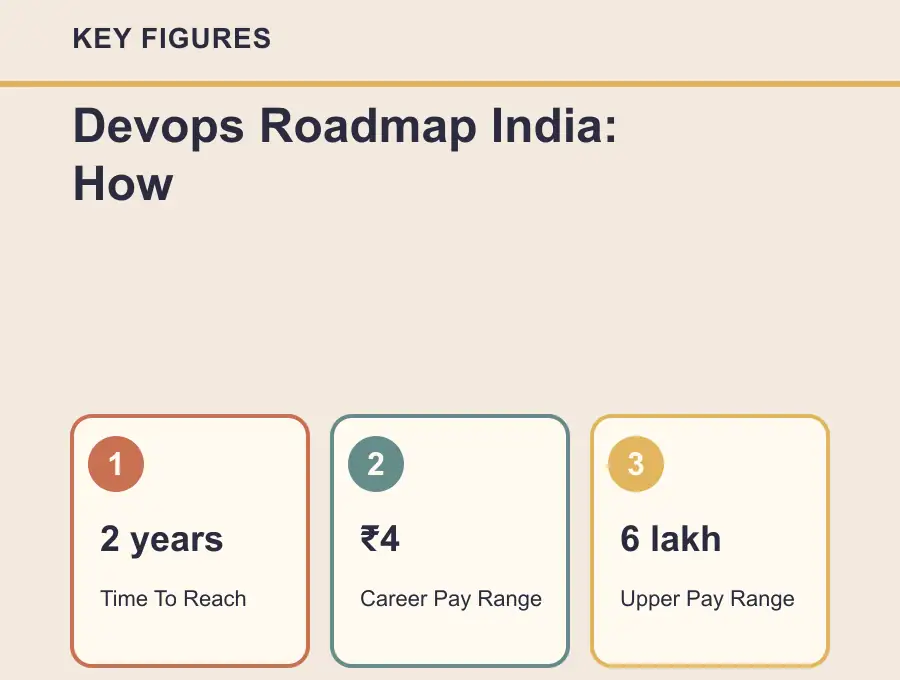 KEY FIGURES
Devops Roadmap India:
How
1
2 years
Time To Reach
2
₹4
Career Pay Range
3
6 lakh
Upper Pay Range